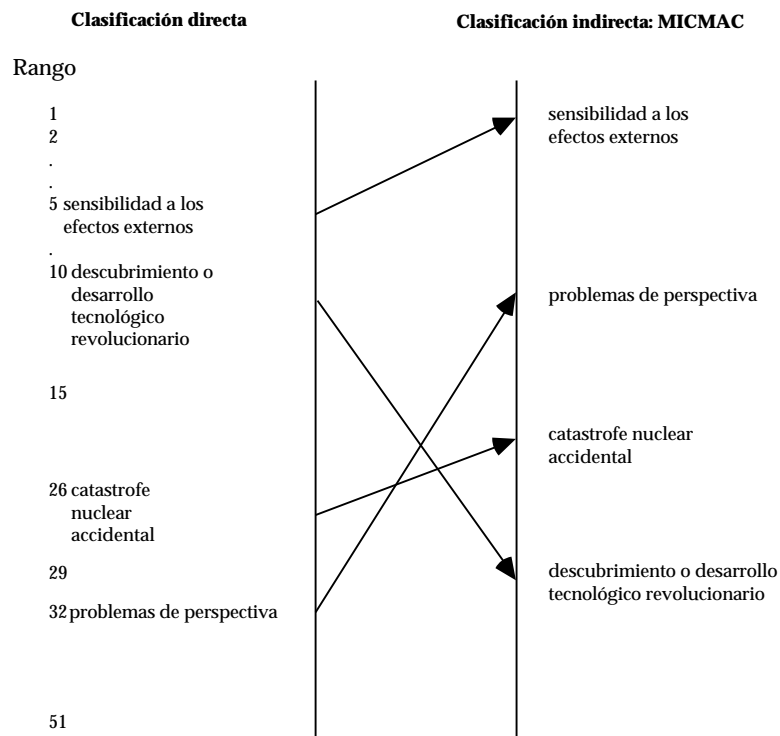 Clasificación directa
Clasificación indirecta: MICMAC
Rango
1
2
.
.
5 sensibilidad a los
efectos externos
.
10 descubrimiento o
desarrollo
tecnológico
revolucionario
15
26 catastrofe
nuclear
accidental
29
32 problemas de perspectiva
51
sensibilidad a los
efectos externos
problemas de perspectiva
catastrofe nuclear
accidental
descubrimiento o desarrollo
tecnológico revolucionario